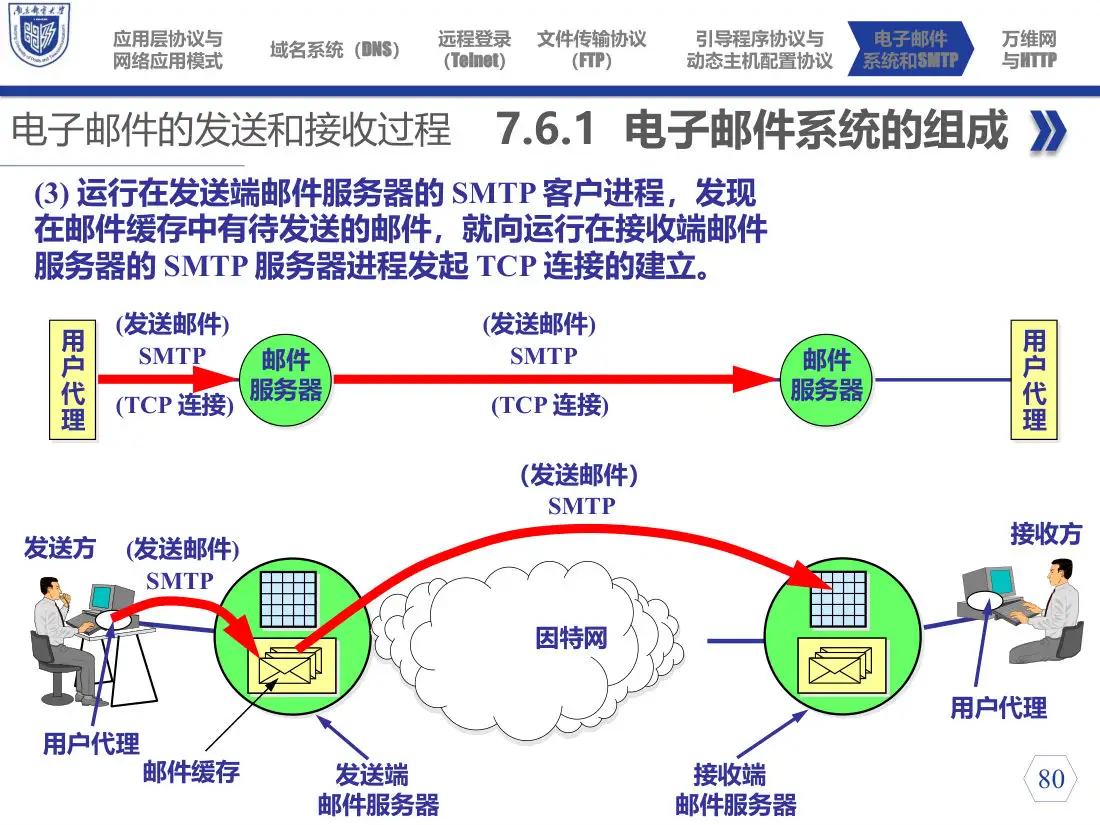 南京邮电大学
应用层协议与
网络应用模式
域名系统（DNS）
远程登录
（Telnet）
文件传输协议
（FTP）
引导程序协议与
动态主机配置协议
电子邮件
系统和SMTP
万维网
与HTTP
电子邮件的发送和接收过程
7.6.1 电子邮件系统的组成
(3) 运行在发送端邮件服务器的 SMTP 客户进程，发现
在邮件缓存中有待发送的邮件，就向运行在接收端邮件
服务器的 SMTP 服务器进程发起 TCP 连接的建立。
用户代理
(发送邮件)
SMTP
(TCP 连接)
邮件
服务器
(发送邮件)
SMTP
(TCP 连接)
邮件
服务器
用户代理
（发送邮件）
SMTP
发送方
(发送邮件)
SMTP
接收方
因特网
用户代理
邮件缓存
发送端
邮件服务器
接收端
邮件服务器
用户代理
80